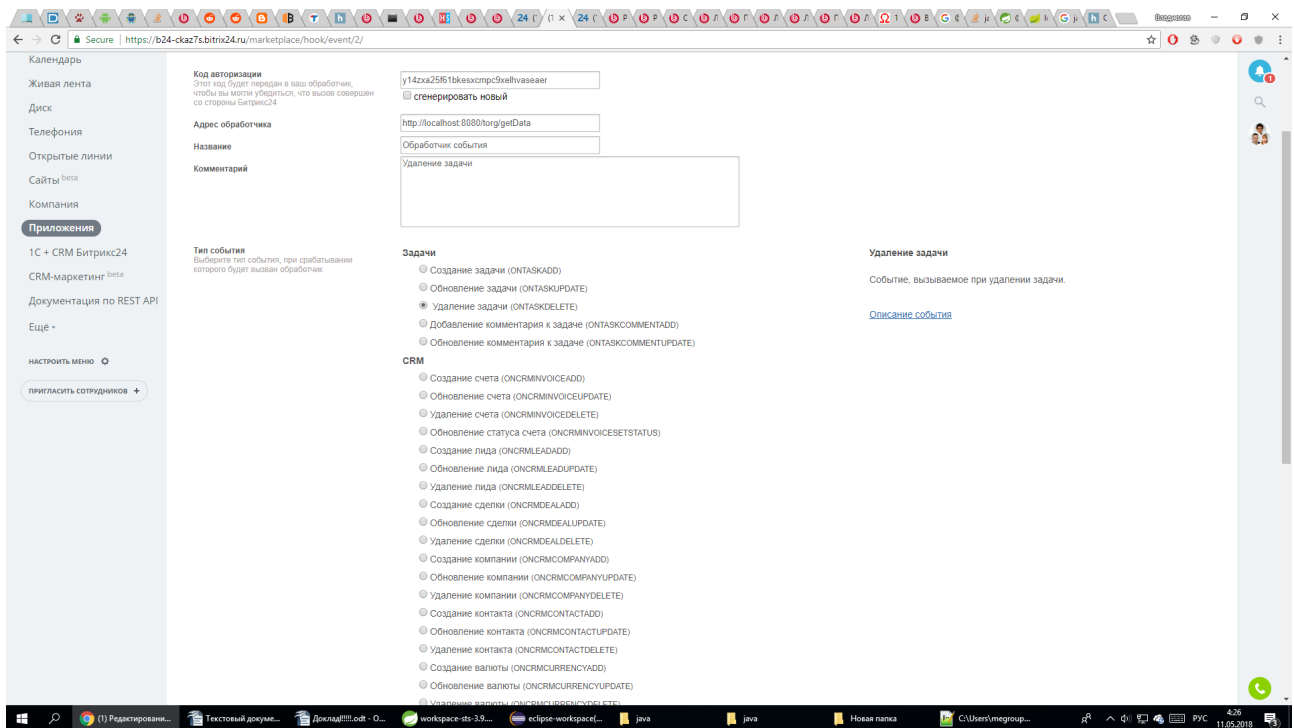 24 (
(1
24 (
Владислав
Secure | https://b24-ckaz7s.bitrix24.ru/marketplace/hook/event/2/
Календарь
Живая лента
Диск
Телефония
Открытые линии
Сайты beta
Компания
Приложения
1С + CRM Битрикс24
CRM-маркетинг beta
Документация по REST API
Ещё
НАСТРОИТЬ МЕНЮ
ПРИГЛАСИТЬ СОТРУДНИКОВ +
Код авторизации
Этот код будет передан в ваш обработчик,
чтобы вы могли убедиться, что вызов совершен
со стороны Битрикс24
y14zxa25f61bkesxcmpc9xelhvaseaer
сгенерировать новый
Адрес обработчика
http://localhost:8080/torg/getData
Название
Обработчик события
Комментарий
Удаление задачи
Тип события
Выберите тип события, при срабатывании
которого будет вызван обработчик
Задачи
Создание задачи (ONTASKADD)
Обновление задачи (ONTASKUPDATE)
Удаление задачи (ONTASKDELETE)
Добавление комментария к задаче (ONTASKCOMMENTADD)
Обновление комментария к задаче (ONTASKCOMMENTUPDATE)
CRM
Создание счета (ONCRMINVOICEADD)
Обновление счета (ONCRMINVOICEUPDATE)
Удаление счета (ONCRMINVOICEDELETE)
Обновление статуса счета (ONCRMINVOICESETSTATUS)
Создание лида (ONCRMLEADADD)
Обновление лида (ONCRMLEADUPDATE)
Удаление лида (ONCRMLEADDELETE)
Создание сделки (ONCRMDEALADD)
Обновление сделки (ONCRMDEALUPDATE)
Удаление сделки (ONCRMDEALDELETE)
Создание компании (ONCRMCOMPANYADD)
Обновление компании (ONCRMCOMPANYUPDATE)
Удаление компании (ONCRMCOMPANYDELETE)
Создание контакта (ONCRMCONTACTADD)
Обновление контакта (ONCRMCONTACTUPDATE)
Удаление контакта (ONCRMCONTACTDELETE)
Создание валюты (ONCRMCURRENCYADD)
Обновление валюты (ONCRMCURRENCYUPDATE)
Удаление валюты (ONCRMCURRENCYDELETE)
Удаление задачи
Событие, вызываемое при удалении задачи.
Описание события
1
(1) Редактировани...
Текстовый докуме...
Доклад!!!!!.odt - O...
workspace-sts-3.9....
eclipse-workspace(...
java
java
Новая папка
C:\Users\megroup...
РУС
4:26
11.05.2018
3